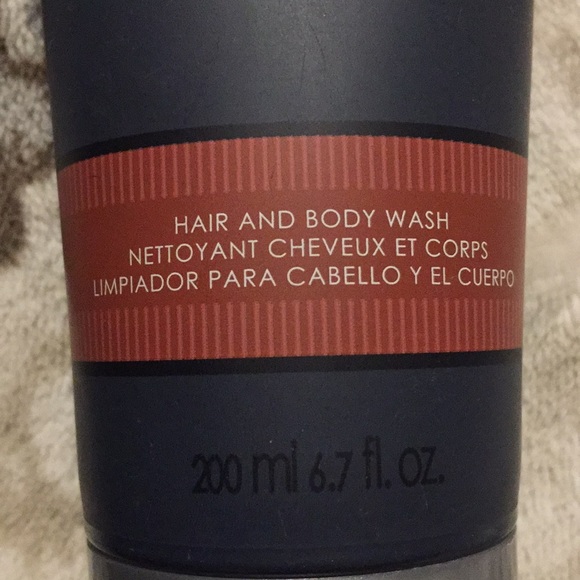 HAIR AND BODY WASH
NETTOYANT CHEVEUX ET CORPS
LIMPIADOR PARA CABELLO Y EL CUERPO
200 ml 6.7 fl. oz.